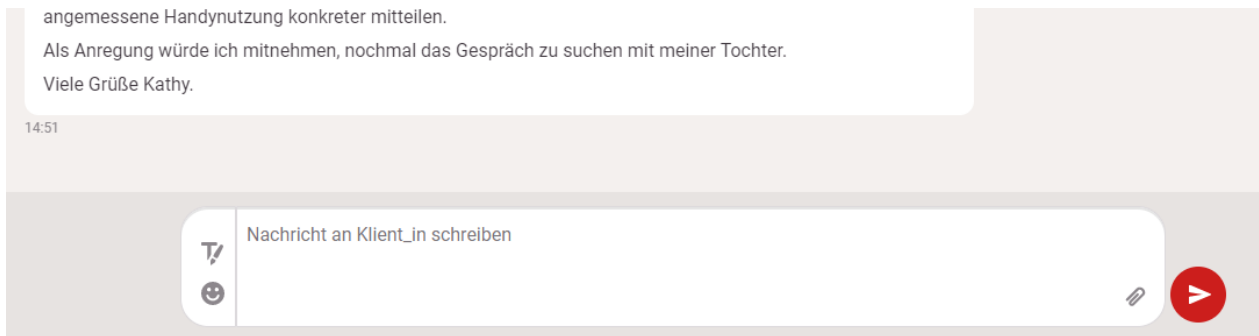 angemessene Handynutzung konkreter mitteilen.
Als Anregung würde ich mitnehmen, nochmal das Gespräch zu suchen mit meiner Tochter.
Viele Grüße Kathy.
14:51
Nachricht an Klient_in schreiben